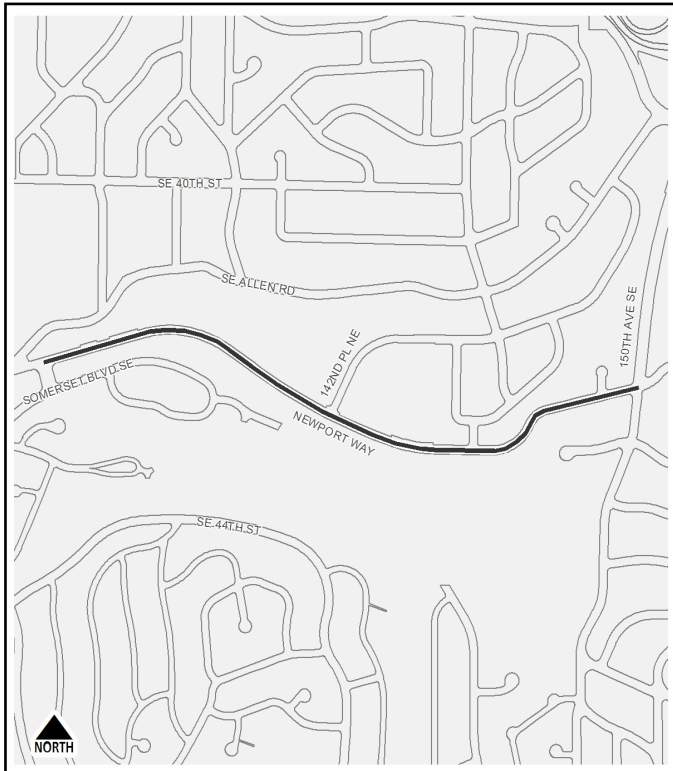 SE 40TH ST
SE ALLEN RD
150TH AVE SE
142ND PL NE
SOMERSET BLVD SE
NEWPORT WAY
SE 44TH ST
NORTH